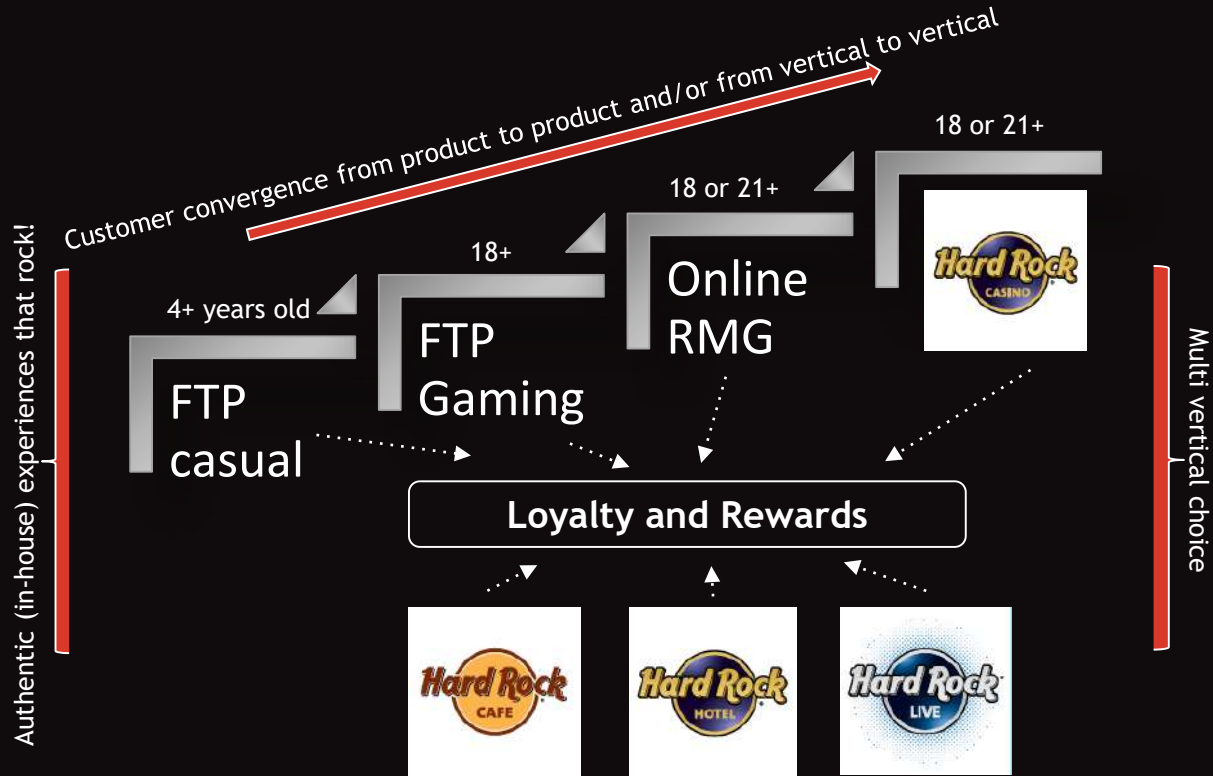 Customer convergence from product to product and/or from vertical to vertical
18 or 21+
18 or 21+
18+
4+ years old
Hard Rock
CASINO
Online
RMG
FTP
Gaming
FTP
casual
Authentic (in-house) experiences that rock!
Multi vertical choice
Loyalty and Rewards
Hard Rock
CAFE
Hard Rock
HOTEL
Hard Rock
LIVE